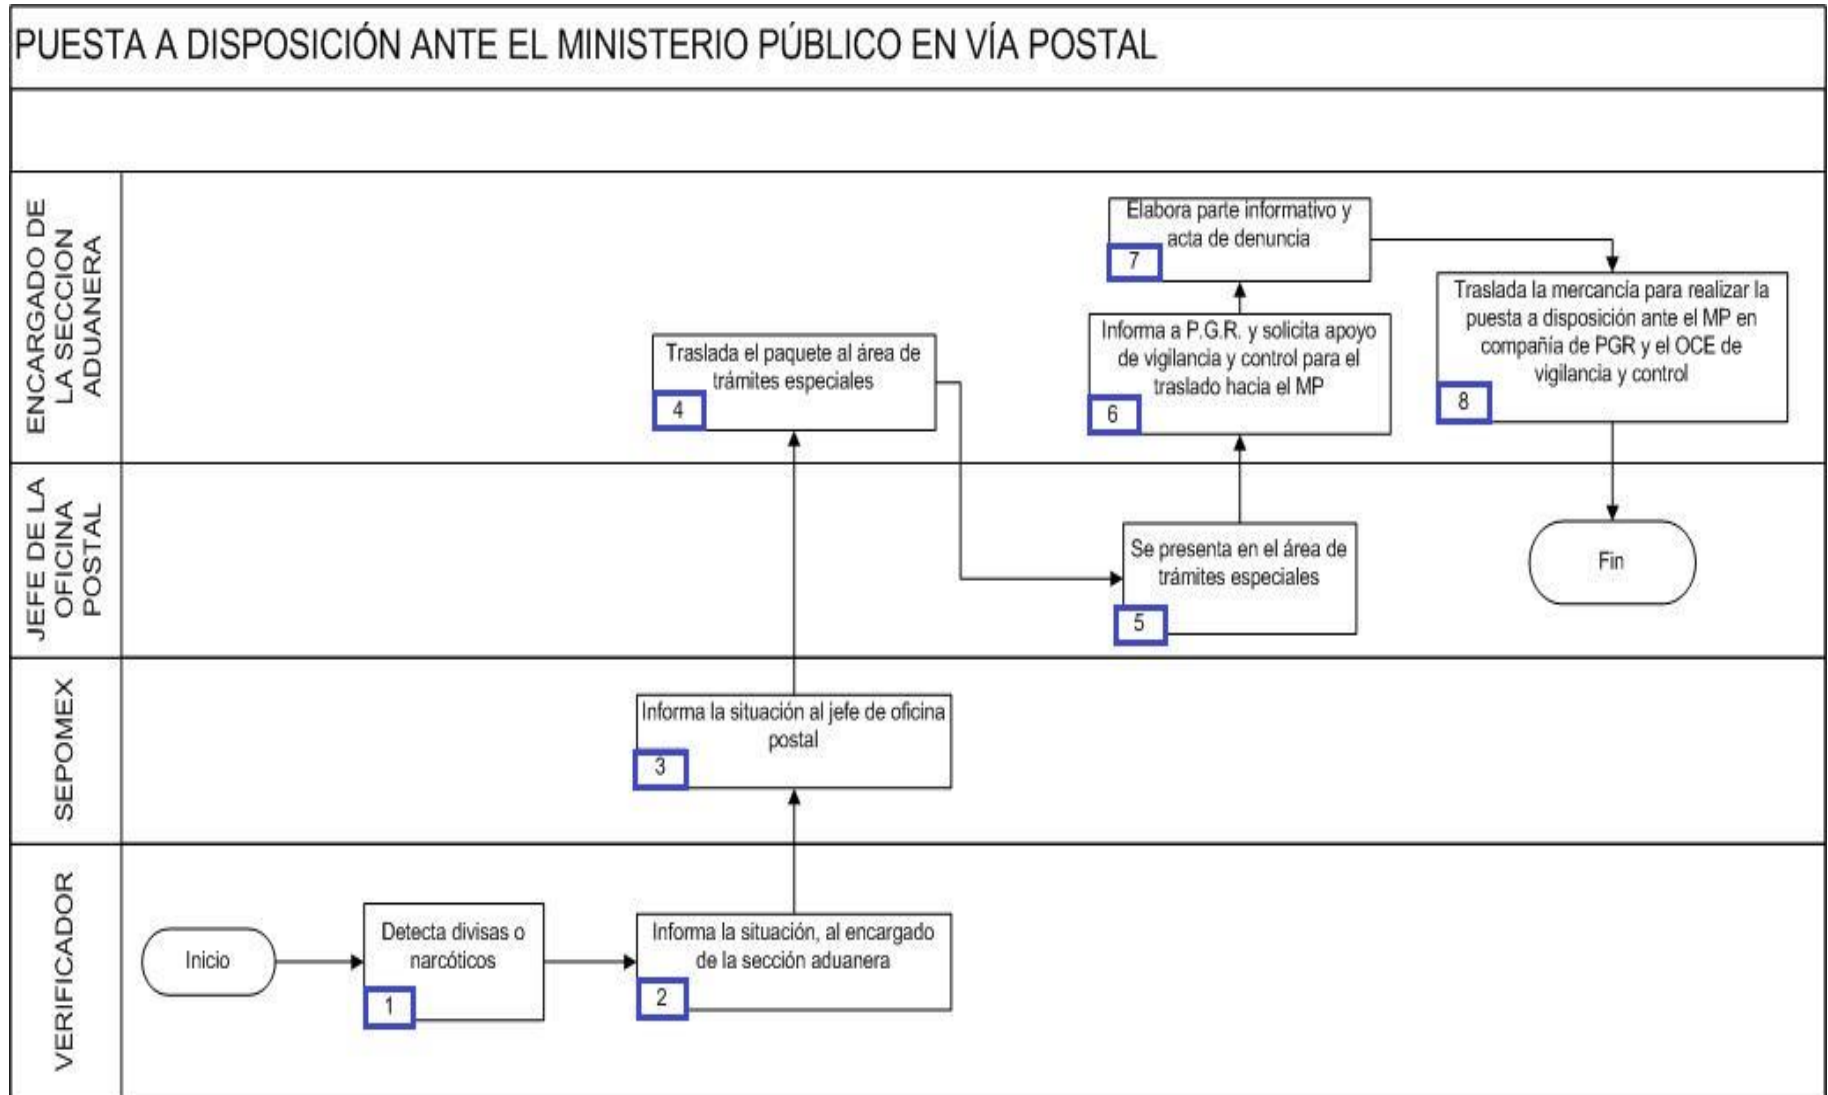 PUESTA A DISPOSICIÓN ANTE EL MINISTERIO PÚBLICO EN VÍA POSTAL
ENCARGADO DE
LA SECCION
ADUANERA
Elabora parte informativo y
acta de denuncia
7
Traslada la mercancía para realizar la
puesta a disposición ante el MP en
compañía de PGR y el OCE de
vigilancia y control
8
Informa a P.G.R. y solicita apoyo
de vigilancia y control para el
traslado hacia el MP
6
Traslada el paquete al área de
trámites especiales
4
JEFE DE LA
OFICINA
POSTAL
Se presenta en el área de
trámites especiales
5
Fin
SEPOMEX
Informa la situación al jefe de oficina
postal
3
VERIFICADOR
Inicio
Detecta divisas o
narcóticos
1
Informa la situación, al encargado
de la sección aduanera
2